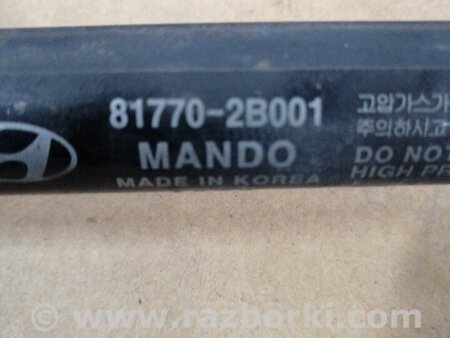 81770-2B001
MANDO
MADE IN KOREA
고압가스가
주의하시고
DO NOT
HIGH PR
© www.razborki.com